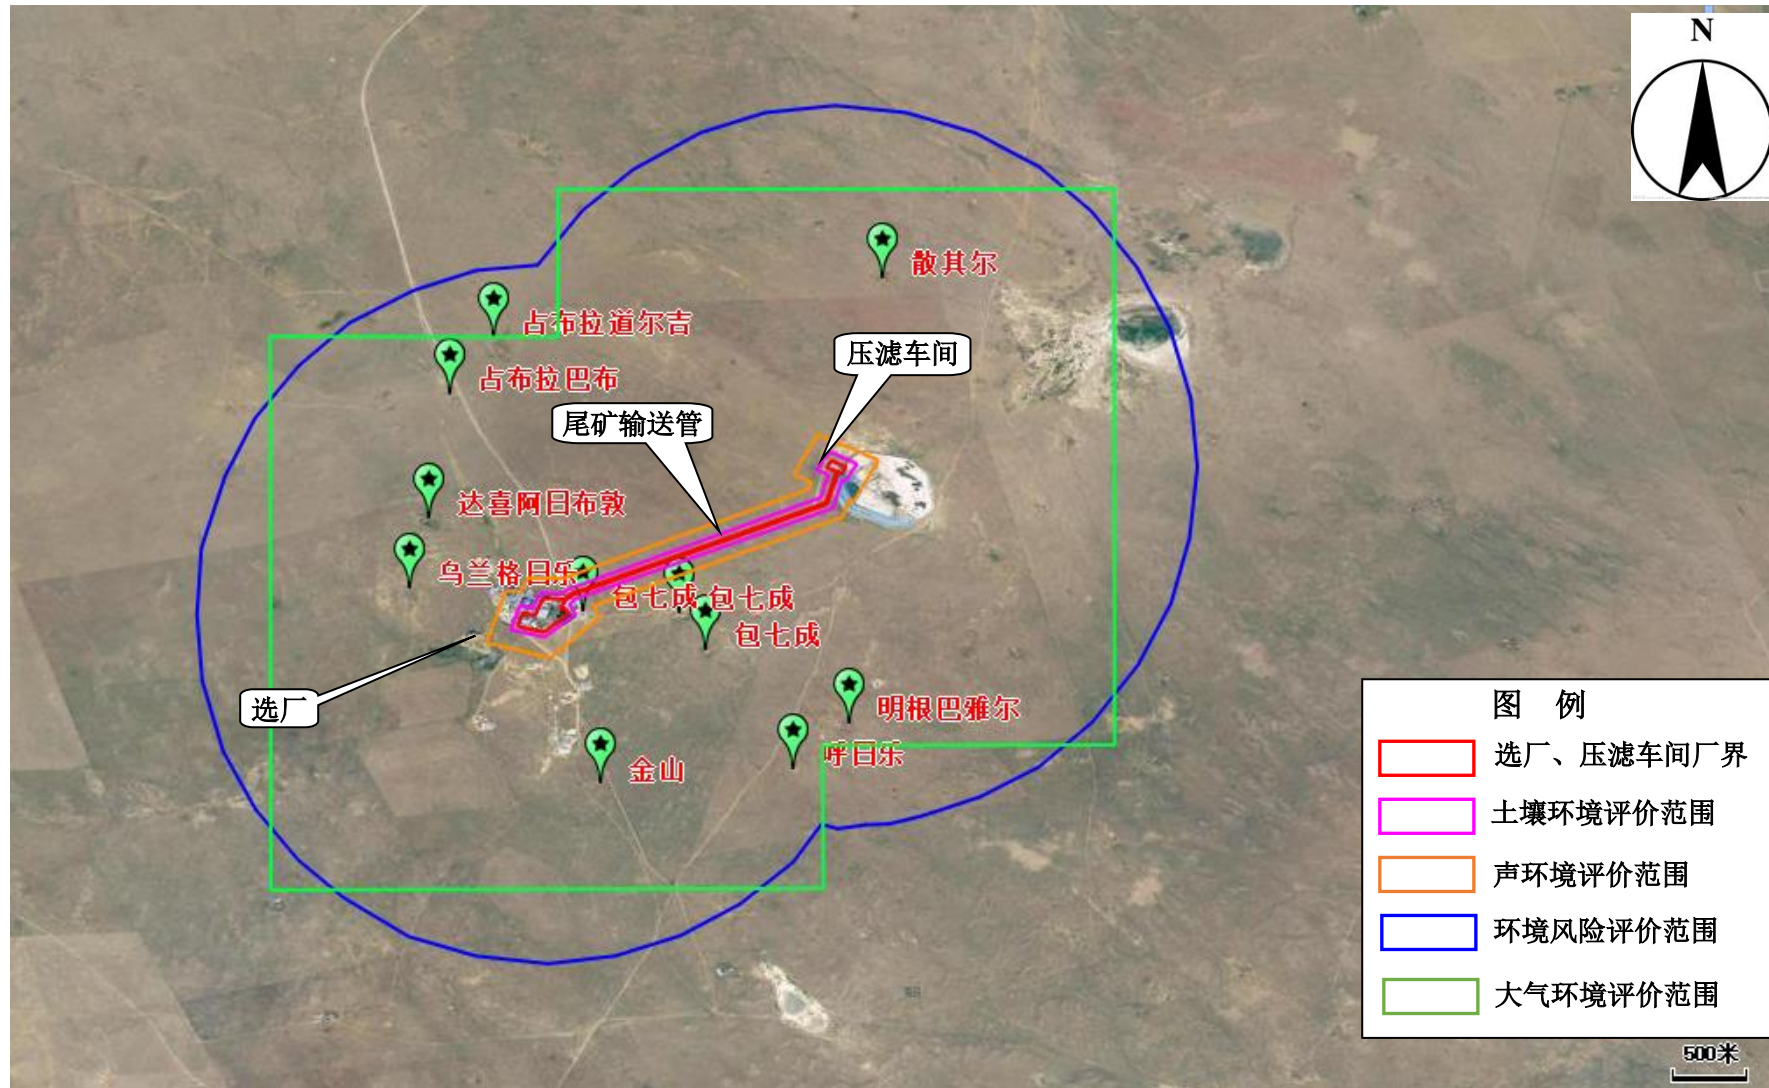 N
散其尔
占布拉道尔吉
压滤车间
占布拉巴布
尾矿输送管
达喜阿日布敦
乌兰格日乐
包七成
包七成
包七成
选厂
明根巴雅尔
呼日乐
金山
图 例
选厂、压滤车间厂界
土壤环境评价范围
声环境评价范围
环境风险评价范围
大气环境评价范围
500米